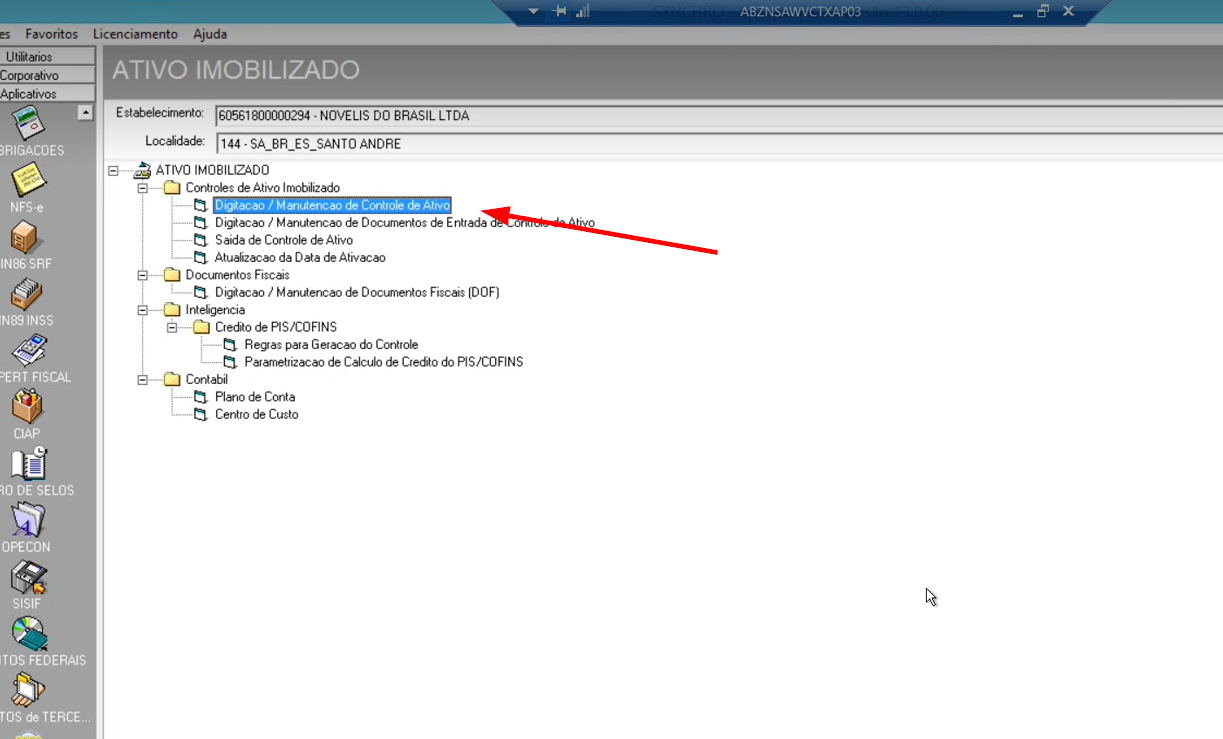 SYNCHRO - ABZNSAWVCTXAP03 são 13.0.00
es Favoritos Licenciamento Ajuda
Utilitarios
Corporativo
Aplicativos
ATIVO IMOBILIZADO
Estabelecimento: 60561800000294 - NOVELIS DO BRASIL LTDA
Localidade: 144 - SA_BR_ES_SANTO ANDRE
ATIVO IMOBILIZADO
Controles de Ativo Imobilizado
Digitacao / Manutencao de Controle de Ativo
Digitacao / Manutencao de Documentos de Entrada de Controle de Ativo
Saida de Controle de Ativo
Atualizacao da Data de Ativacao
Documentos Fiscais
Digitacao / Manutencao de Documentos Fiscais (DOF)
Inteligencia
Credito de PIS/COFINS
Regras para Geracao do Controle
Parametrizacao de Calculo de Credito do PIS/COFINS
Contabil
Plano de Conta
Centro de Custo
BRIGACOES
NFS-e
IN86 SRF
IN89 INSS
PERT FISCAL
CIAP
RO DE SELOS
OPECON
SISIF
TOS FEDERAIS
TOS de TERCE...